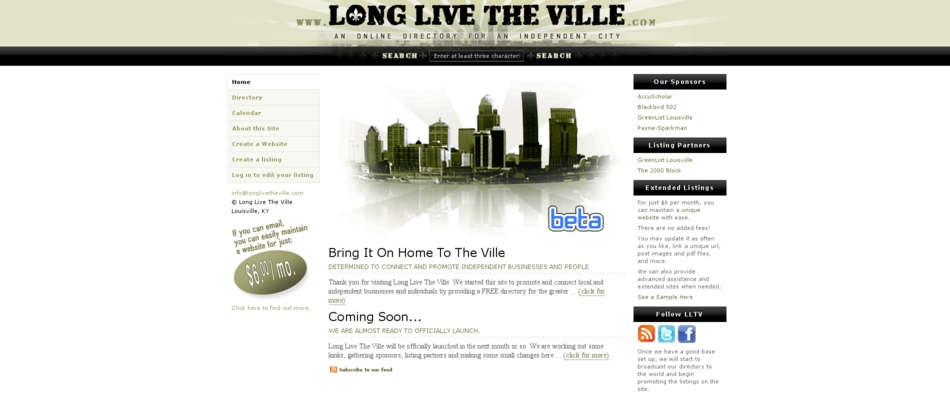 WWW. LONG LIVE THE VILLE .COM
AN ONLINE DIRECTORY FOR AN INDEPENDENT CITY
SEARCH Enter at least three character: SEARCH
Home
Directory
Calendar
About this Site
Create a Website
Create a listing
Log in to edit your listing
info@longlivetheville.com
© Long Live The Ville
Louisville, KY
If you can email,
you can easily maintain
a website for just:
$6.00/mo.
Click here to find out more.
beta
Bring It On Home To The Ville
DETERMINED TO CONNECT AND PROMOTE INDEPENDENT BUSINESSES AND PEOPLE
Thank you for visiting Long Live The Ville. We started this site to promote and connect local and
independent businesses and individuals by providing a FREE directory for the greater ... (click for
more)
Coming Soon...
WE ARE ALMOST READY TO OFFICIALLY LAUNCH.
Long Live The Ville will be officially launched in the next month or so. We are working out some
kinks, gathering sponsors, listing partners and making some small changes here ... (click for more)
Subscribe to our feed
Our Sponsors
AccuScholar
Blackbird 502
GreenList Louisville
Payne-Sparkman
Listing Partners
GreenList Louisville
The 2000 Block
Extended Listings
For just $6 per month, you
can maintain a unique
website with ease.
There are no added fees!
You may update it as often
as you like, link a unique url,
post images and pdf files,
and more.
We can also provide
advanced assistance and
extended sites when needed.
See a Sample Here
Follow LLTV
Once we have a good base
set up, we will start to
broadcast our directory to
the world and begin
promoting the listings on the
site.